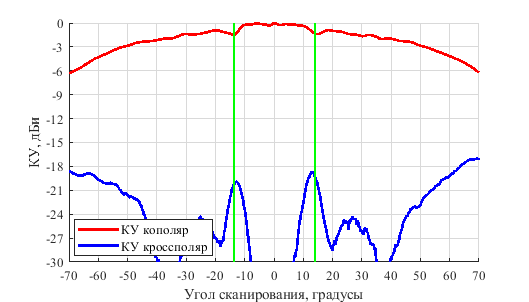 0
-3
-6
-9
-12
-15
-18
-21
-24
-27
-30
КУ, дБи
КУ кополяр
КУ кроссполяр
-70 -60 -50 -40 -30 -20 -10 0 10 20 30 40 50 60 70
Угол сканирования, градусы